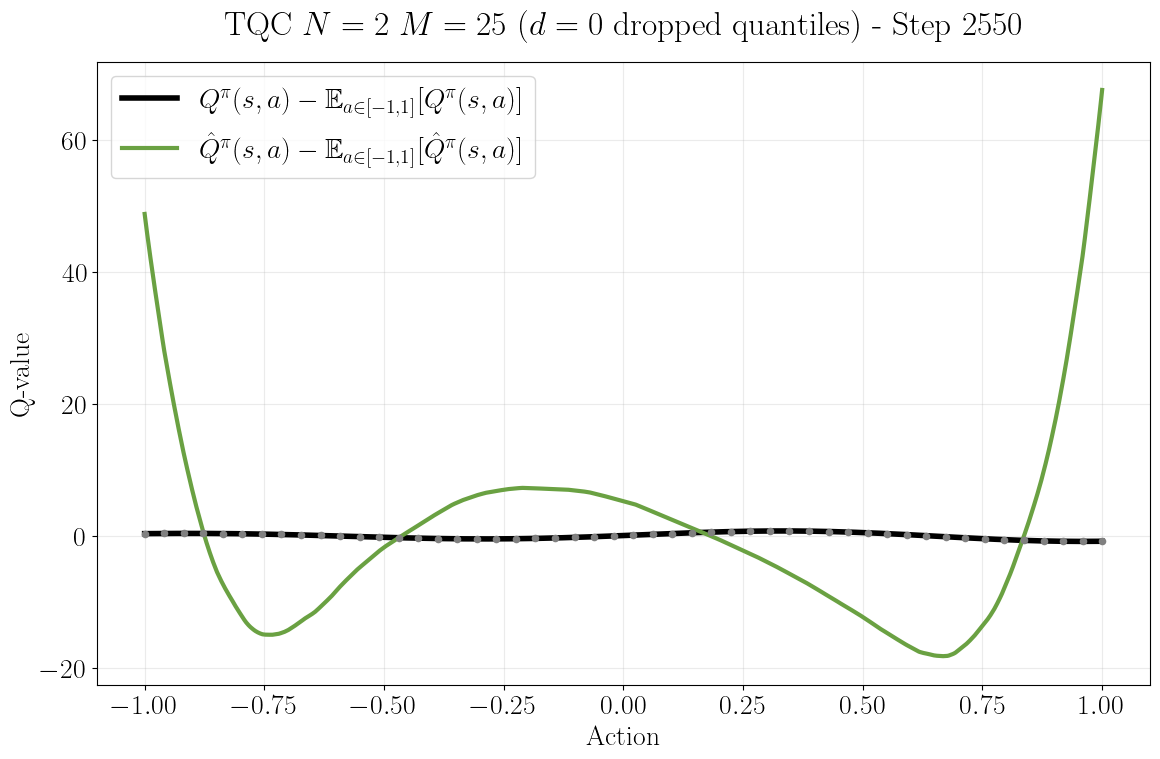 TQC $N = 2$ $M = 25$ ($d = 0$ dropped quantiles) - Step 2550
$Q^{\pi}(s, a) - \mathbb{E}_{a \in [-1,1]}[Q^{\pi}(s, a)]$
$\hat{Q}^{\pi}(s, a) - \mathbb{E}_{a \in [-1,1]}[\hat{Q}^{\pi}(s, a)]$
60
40
20
0
−20
Q-value
−1.00 −0.75 −0.50 −0.25 0.00 0.25 0.50 0.75 1.00
Action